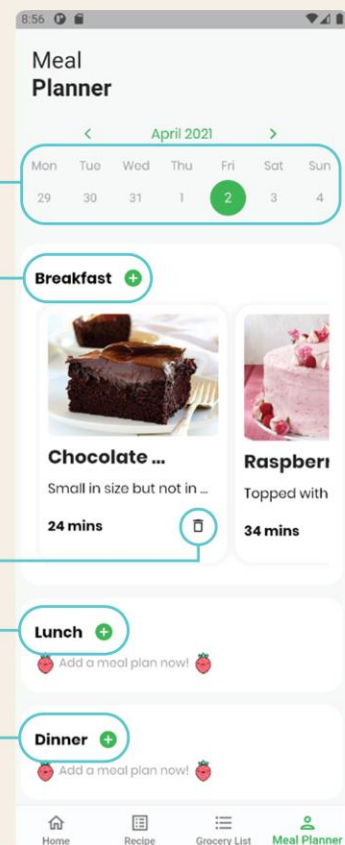 8:56
Meal
Planner
April 2021
Mon Tue Wed Thu Fri Sat Sun
29 30 31 1 2 3 4
Breakfast
Chocolate ...
Small in size but not in ...
24 mins
Raspberr
Topped with
34 mins
Lunch
Add a meal plan now!
Dinner
Add a meal plan now!
Home Recipe Grocery List Meal Planner